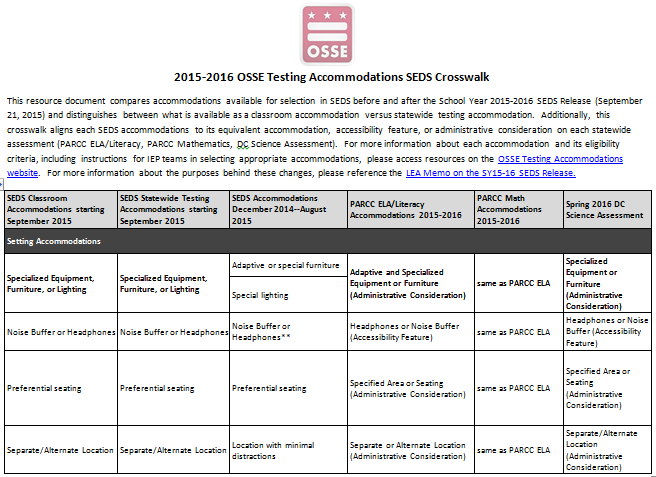 OSSE
2015-2016 OSSE Testing Accommodations SEDS Crosswalk
This resource document compares accommodations available for selection in SEDS before and after the School Year 2015-2016 SEDS Release (September
21, 2015) and distinguishes between what is available as a classroom accommodation versus statewide testing accommodation. Additionally, this
crosswalk aligns each SEDS accommodations to its equivalent accommodation, accessibility feature, or administrative consideration on each statewide
assessment (PARCC ELA/Literacy, PARCC Mathematics, DC Science Assessment). For more information about each accommodation and its eligibility
criteria, including instructions for IEP teams in selecting appropriate accommodations, please access resources on the OSSE Testing Accommodations
website. For more information about the purposes behind these changes, please reference the LEA Memo on the SY15-16 SEDS Release.
SEDS Classroom
Accommodations starting
September 2015
SEDS Statewide Testing
Accommodations starting
September 2015
SEDS Accommodations
December 2014--August
2015
PARCC ELA/Literacy
Accommodations 2015-2016
PARCC Math
Accommodations
2015-2016
Spring 2016 DC
Science Assessment
Setting Accommodations
Specialized Equipment,
Furniture, or Lighting
Specialized Equipment,
Furniture, or Lighting
Adaptive or special furniture
Special lighting
Adaptive and Specialized
Equipment or Furniture
(Administrative Consideration)
same as PARCC ELA
Specialized
Equipment or
Furniture
(Administrative
Consideration)
Noise Buffer or Headphones
Noise Buffer or Headphones
Noise Buffer or
Headphones**
Headphones or Noise Buffer
(Accessibility Feature)
same as PARCC ELA
Headphones or Noise
Buffer (Accessibility
Feature)
Preferential seating
Preferential seating
Preferential seating
Specified Area or Seating
(Administrative Consideration)
same as PARCC ELA
Specified Area or
Seating
(Administrative
Consideration)
Separate/Alternate Location
Separate/Alternate Location
Location with minimal
distractions
Separate or Alternate Location
(Administrative Consideration)
same as PARCC ELA
Separate/Alternate
Location
(Administrative
Consideration)